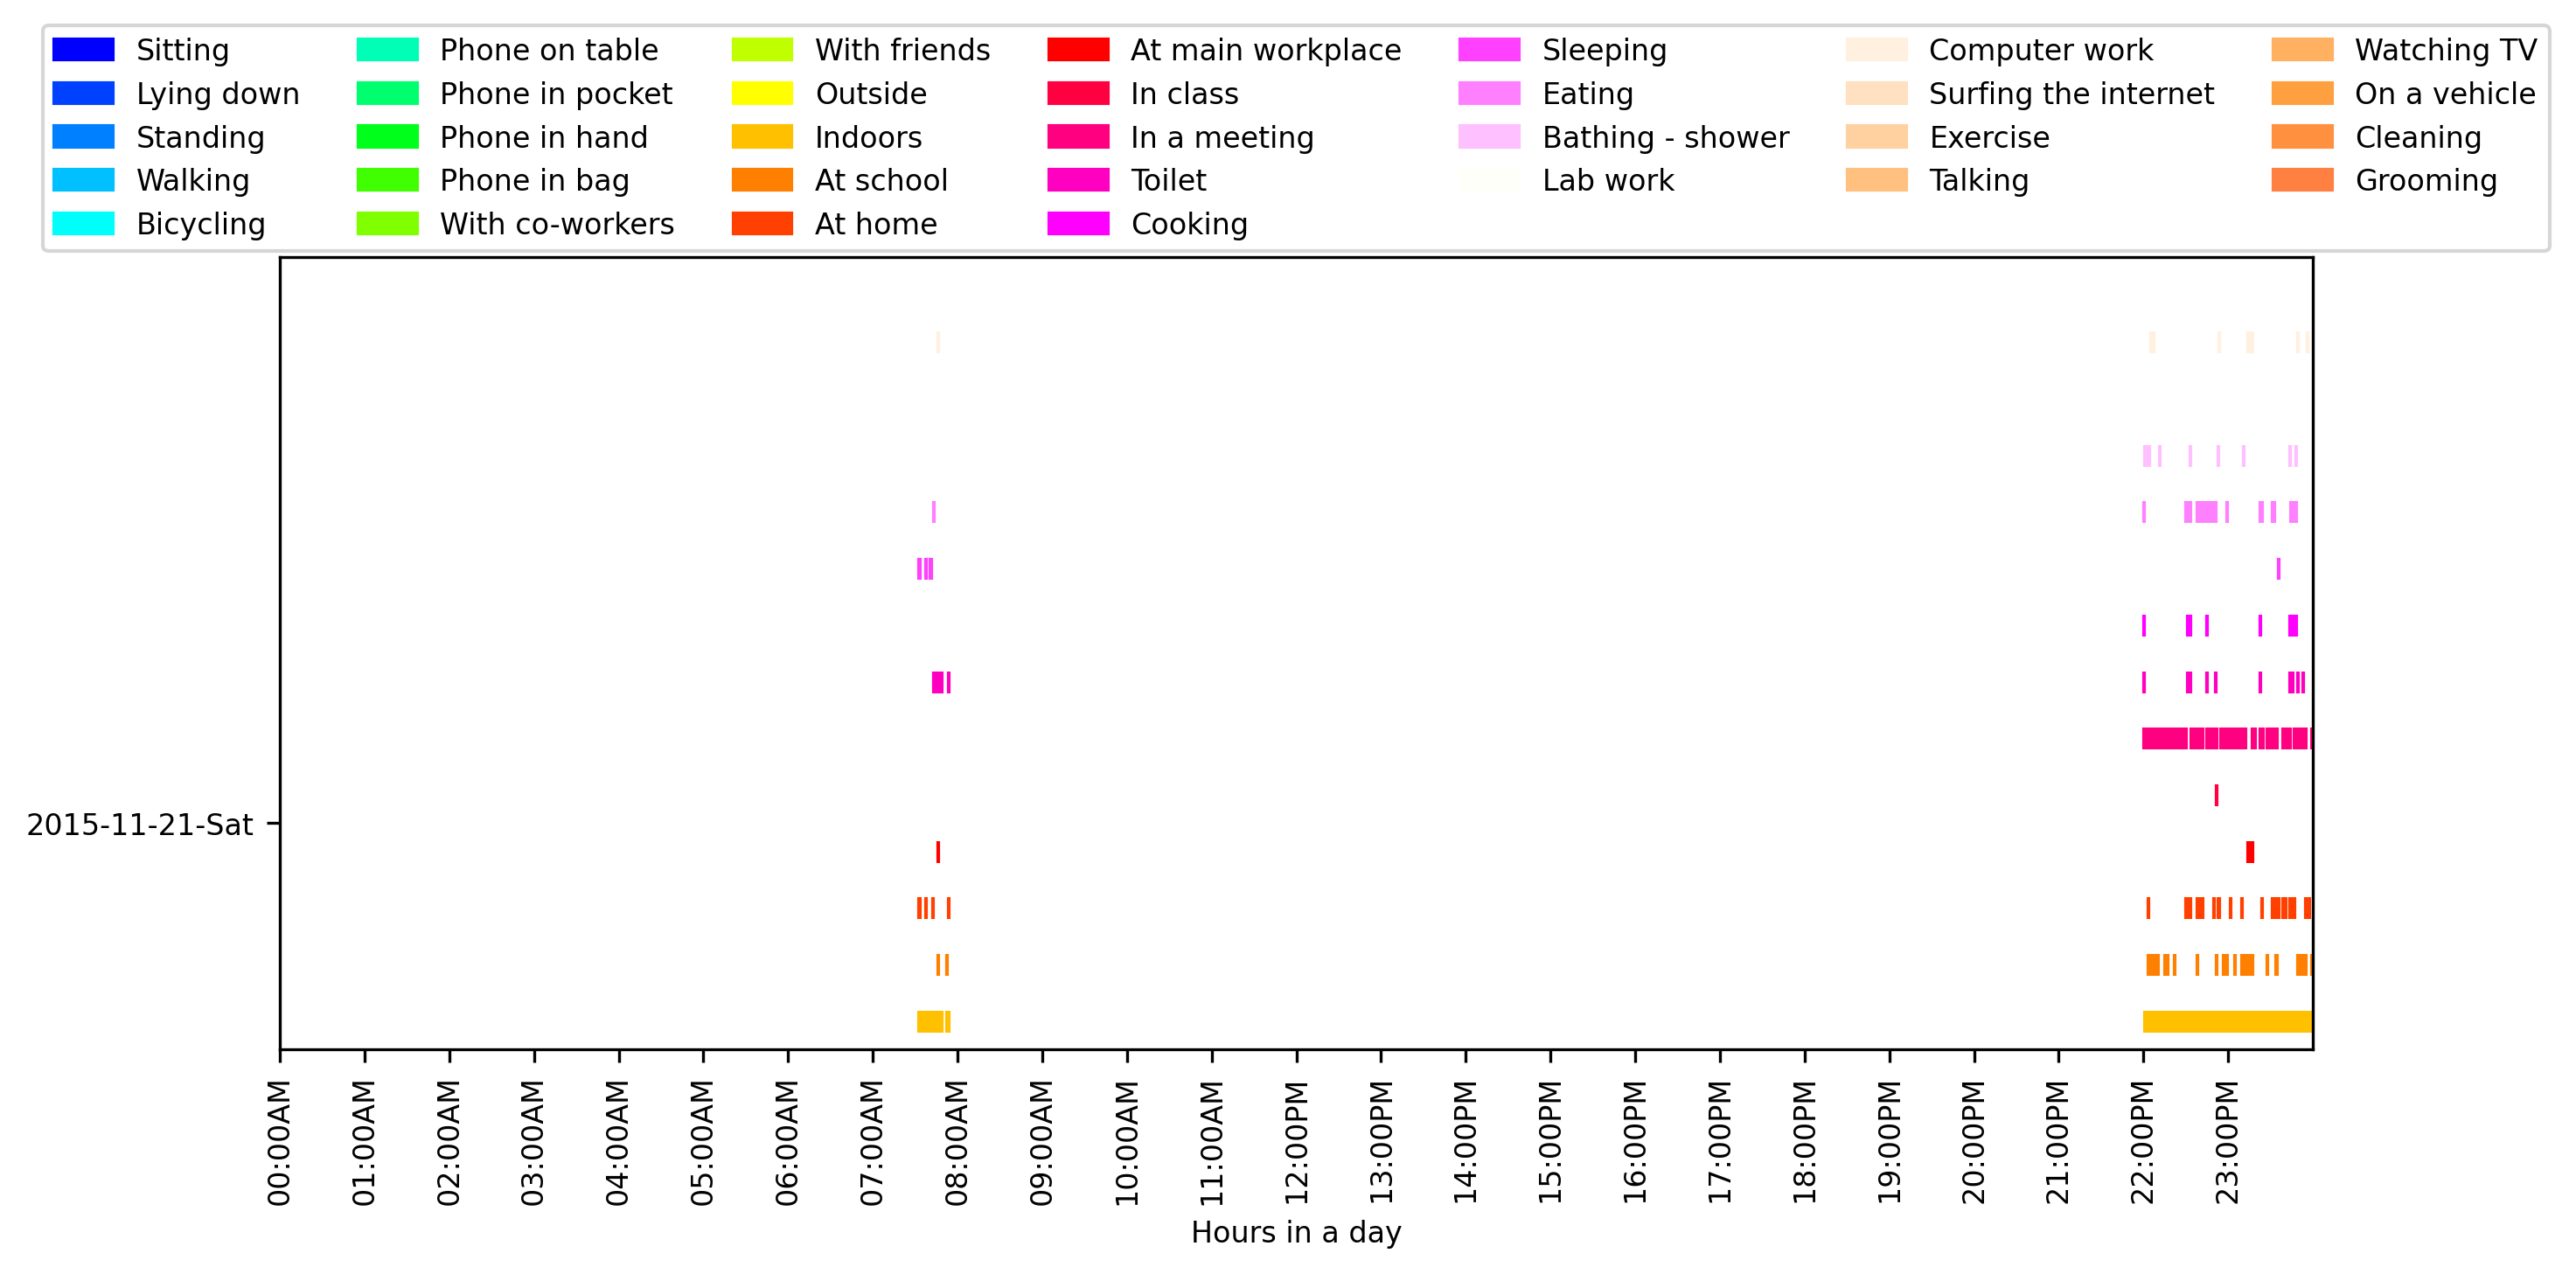 Sitting Phone on table With friends At main workplace Sleeping Computer work Watching TV
Lying down Phone in pocket Outside In class Eating Surfing the internet On a vehicle
Standing Phone in hand Indoors In a meeting Bathing - shower Exercise Cleaning
Walking Phone in bag At school Toilet Lab work Talking Grooming
Bicycling With co-workers At home Cooking
2015-11-21-Sat
00:00AM
01:00AM
02:00AM
03:00AM
04:00AM
05:00AM
06:00AM
07:00AM
08:00AM
09:00AM
10:00AM
11:00AM
12:00PM
13:00PM
14:00PM
15:00PM
16:00PM
17:00PM
18:00PM
19:00PM
20:00PM
21:00PM
22:00PM
23:00PM
Hours in a day